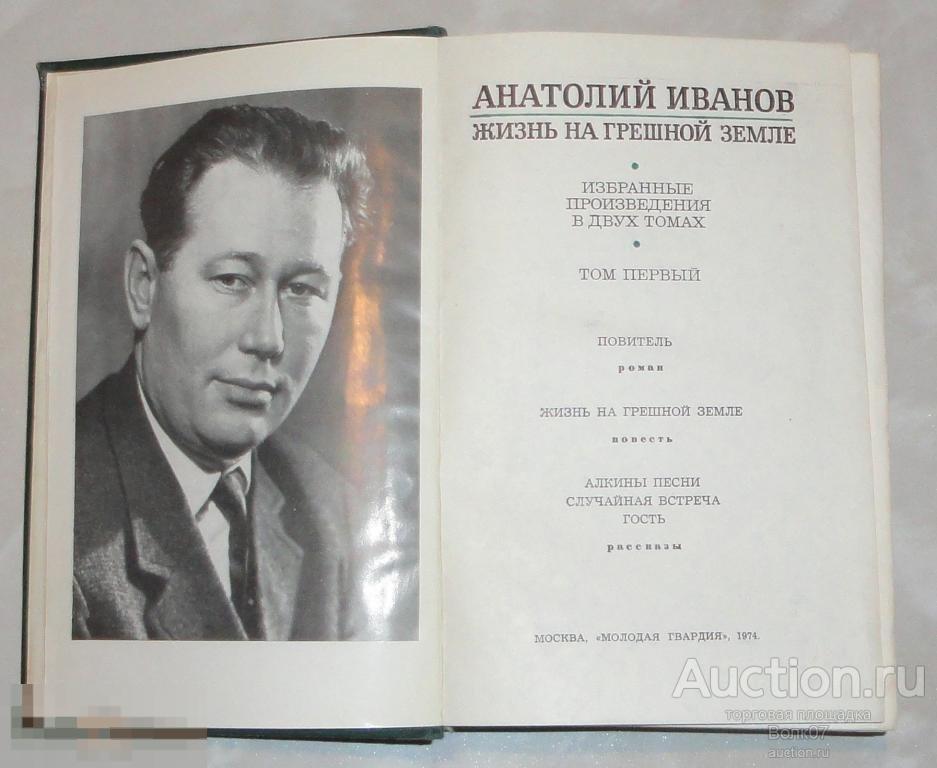 АНАТОЛИЙ ИВАНОВ
ЖИЗНЬ НА ГРЕШНОЙ ЗЕМЛЕ
ИЗБРАННЫЕ
ПРОИЗВЕДЕНИЯ
В ДВУХ ТОМАХ
ТОМ ПЕРВЫЙ
ПОВИТЕЛЬ
роман
ЖИЗНЬ НА ГРЕШНОЙ ЗЕМЛЕ
повесть
АЛКИНЫ ПЕСНИ
СЛУЧАЙНАЯ ВСТРЕЧА
ГОСТЬ
рассказы
МОСКВА, «МОЛОДАЯ ГВАРДИЯ», 1974.
Auction.ru
торговая площадка
Волк07
auction.ru